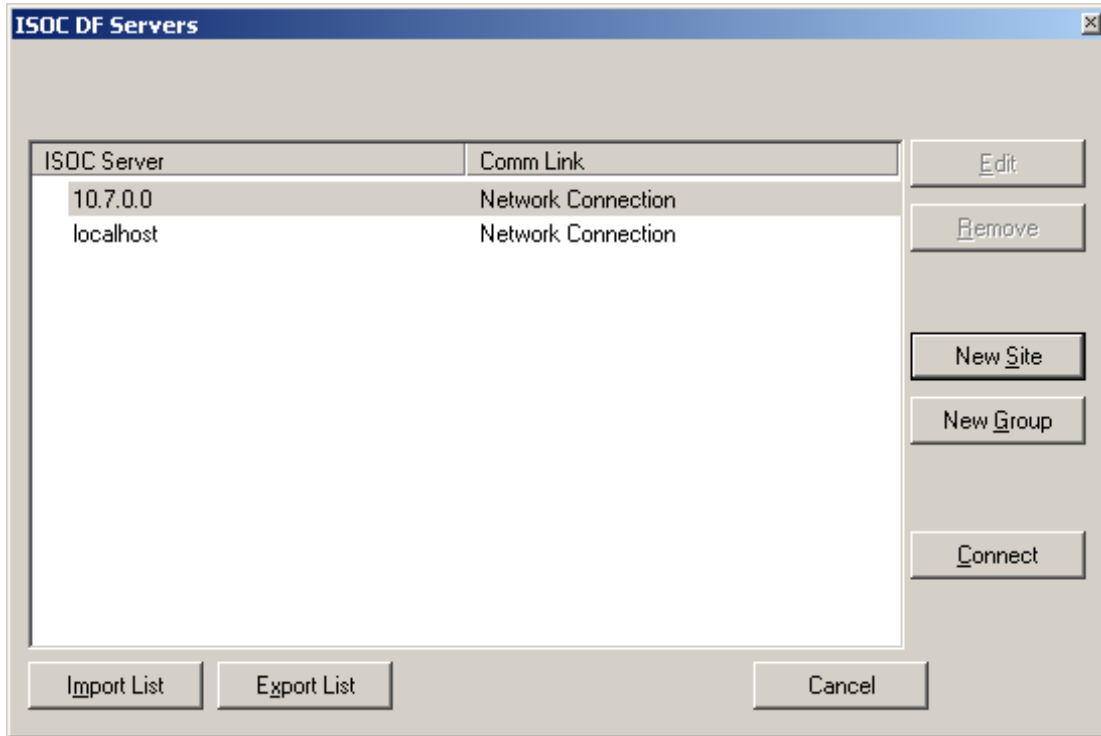 ISOC DF Servers
ISOC Server Comm Link
10.7.0.0 Network Connection
localhost Network Connection
Edit
Remove
New Site
New Group
Connect
Import List Export List Cancel